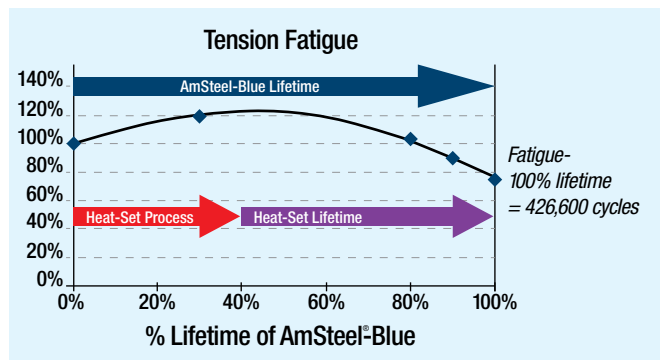 Tension Fatigue
140%
120%
100%
80%
60%
40%
20%
0%
AmSteel-Blue Lifetime
Heat-Set Process
Heat-Set Lifetime
Fatigue-
100% lifetime
= 426,600 cycles
0%
20%
40%
60%
80%
100%
% Lifetime of AmSteel®-Blue